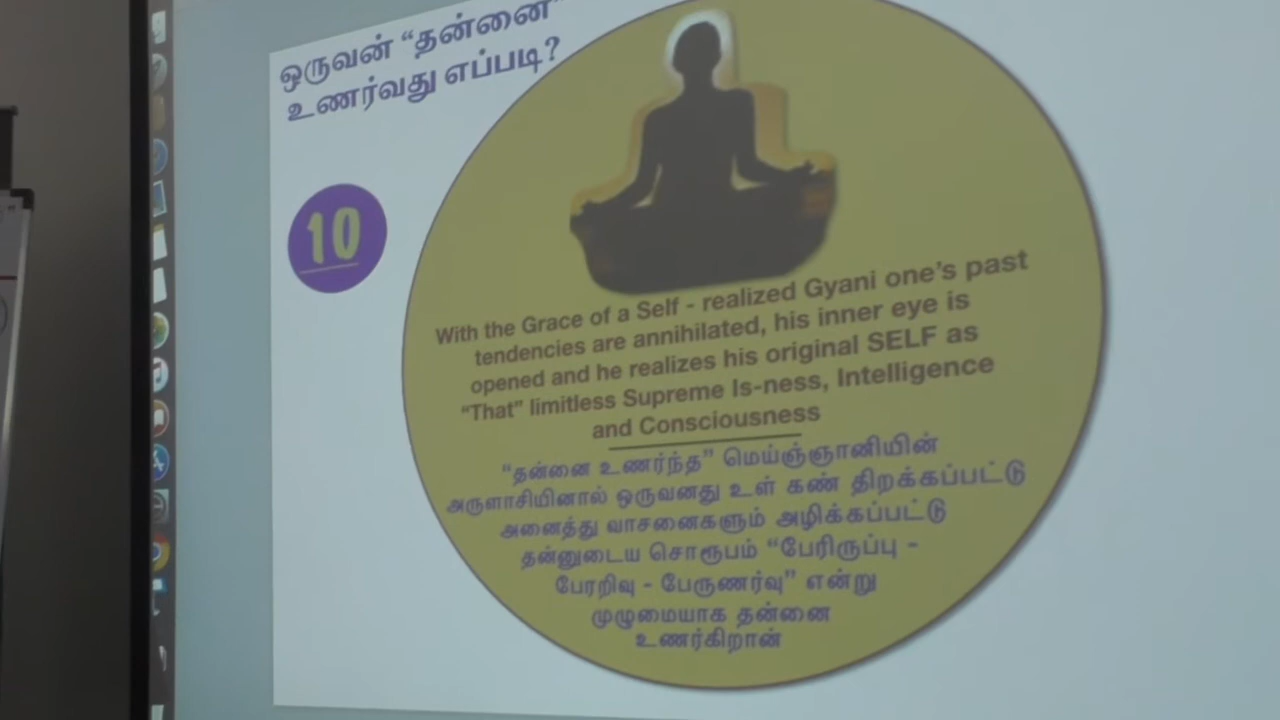 ஒருவன் “தன்னை”
உணர்வது எப்படி?
10
With the Grace of a Self - realized Gyani one’s past
tendencies are annihilated, his inner eye is
opened and he realizes his original SELF as
“That” limitless Supreme Is-ness, Intelligence
and Consciousness
“தன்னை உணர்ந்த” மெய்ஞ்ஞானியின்
அருளாசியினால் ஒருவனது உள் கண் திறக்கப்பட்டு
அனைத்து வாசனைகளும் அழிக்கப்பட்டு
தன்னுடைய சொரூபம் “பேரிருப்பு -
பேரறிவு - பேருணர்வு” என்று
முழுமையாக தன்னை
உணர்கிறான்